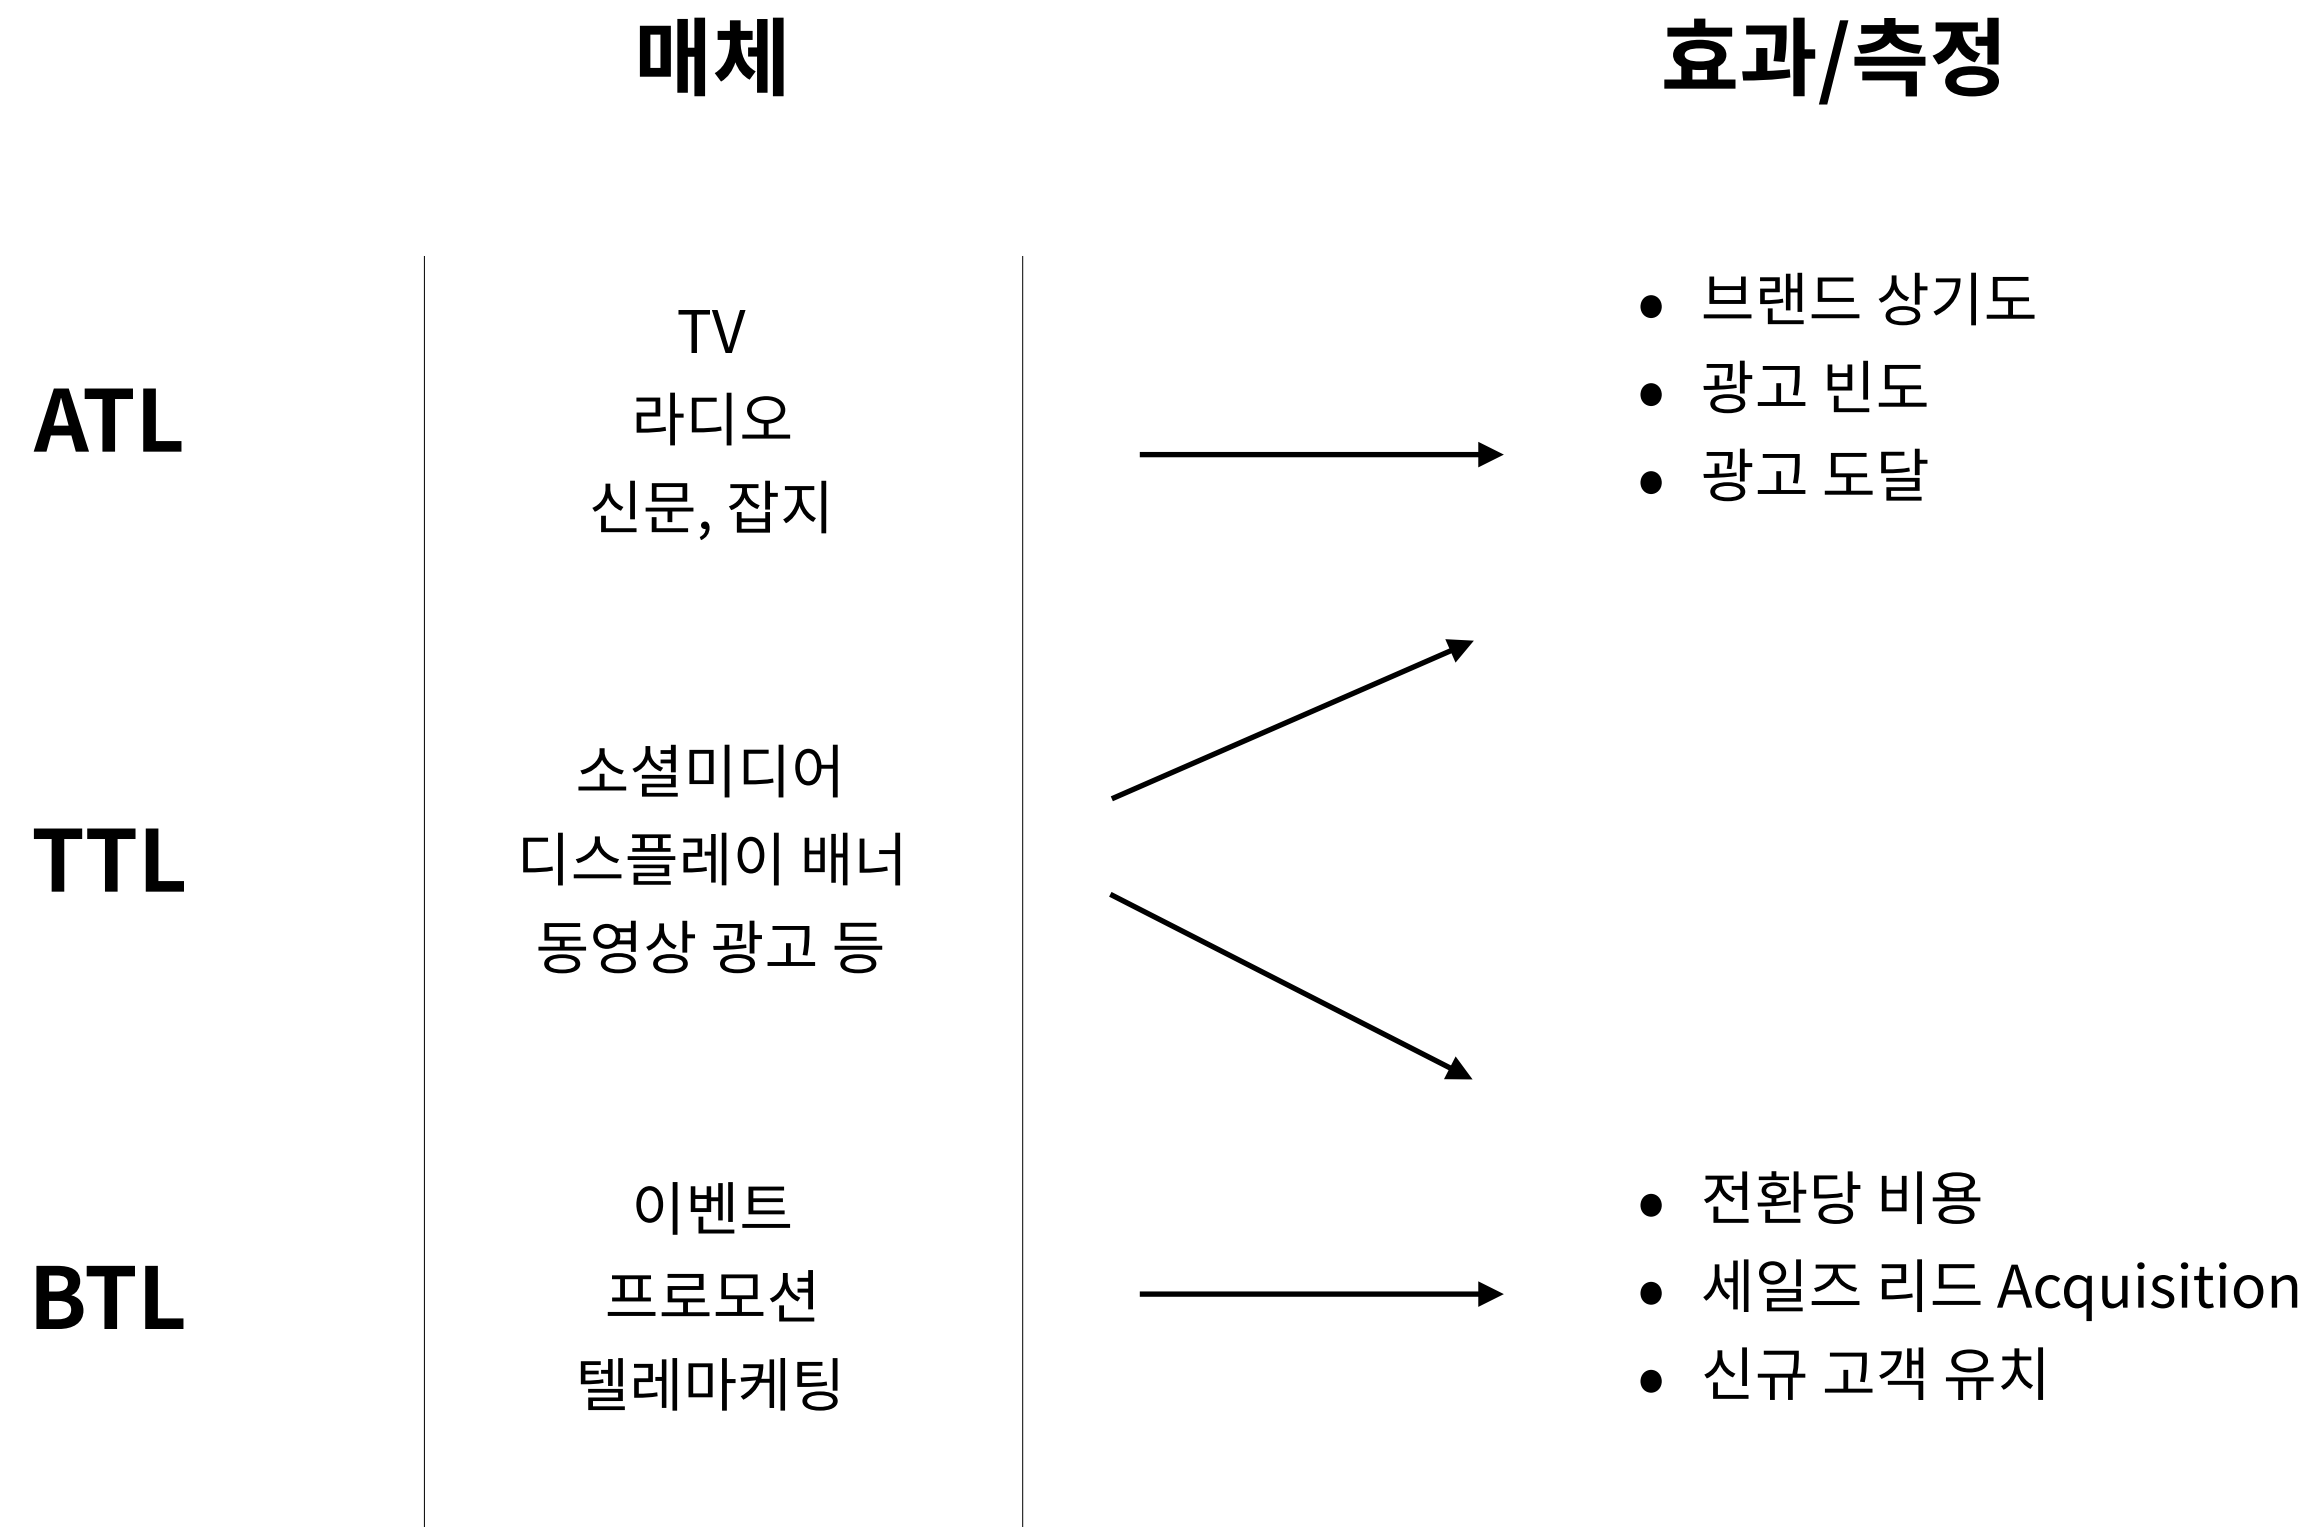 매체
효과/측정
ATL
TV
라디오
신문, 잡지
• 브랜드 상기도
• 광고 빈도
• 광고 도달
TTL
소셜미디어
디스플레이 배너
동영상 광고 등
BTL
이벤트
프로모션
텔레마케팅
• 전환당 비용
• 세일즈 리드 Acquisition
• 신규 고객 유치